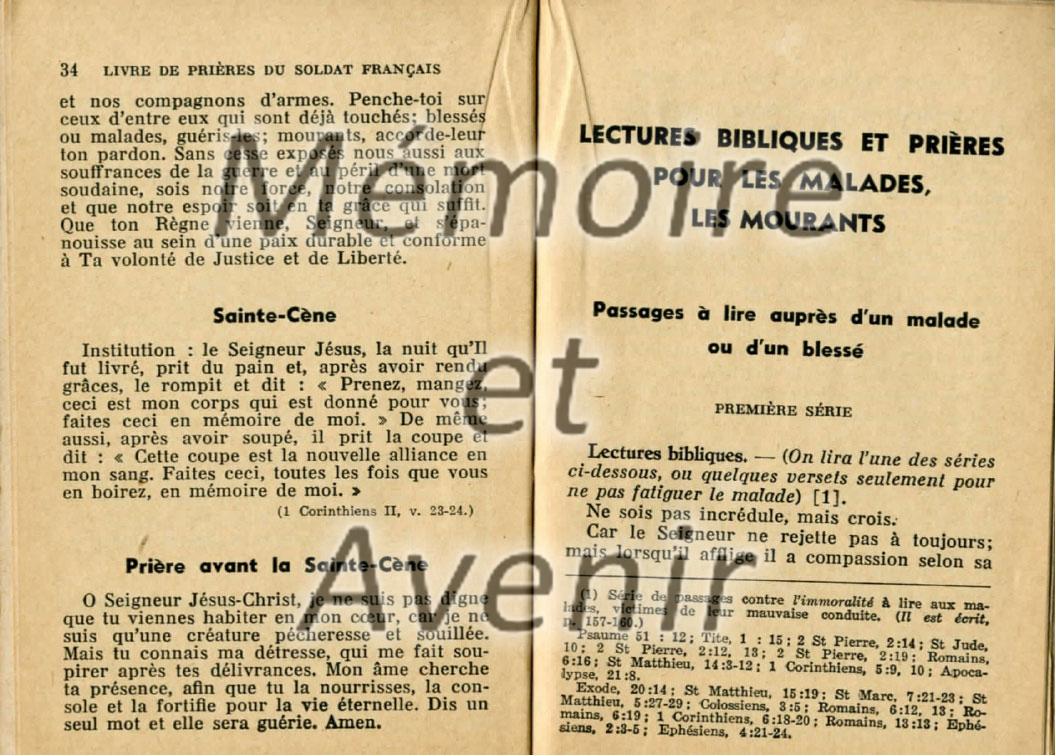 34 LIVRE DE PRIÈRES DU SOLDAT FRANÇAIS
et nos compagnons d'armes. Penche-toi sur
ceux d'entre eux qui sont déjà touchés; blessés
ou malades, guéris-les; mourants, accorde-leur
ton pardon. Sans cesse exposés nous aussi aux
souffrances de la guerre et au péril d'une mort
soudaine, sois notre force, notre consolation
et que notre espoir soit en ta grâce qui suffit.
Que ton Règne vienne, Seigneur, et s'épa-
nouisse au sein d'une paix durable et conforme
à Ta volonté de Justice et de Liberté.
Sainte-Cène
Institution : le Seigneur Jésus, la nuit qu'Il
fut livré, prit du pain et, après avoir rendu
grâces, le rompit et dit : « Prenez, mangez,
ceci est mon corps qui est donné pour vous;
faites ceci en mémoire de moi. » De même
aussi, après avoir soupé, il prit la coupe et
dit : « Cette coupe est la nouvelle alliance en
mon sang. Faites ceci, toutes les fois que vous
en boirez, en mémoire de moi. »
(1 Corinthiens II, v. 23-24.)
Prière avant la Sainte-Cène
O Seigneur Jésus-Christ, je ne suis pas digne
que tu viennes habiter en mon cœur, car je ne
suis qu'une créature pécheresse et souillée.
Mais tu connais ma détresse, qui me fait sou-
pirer après tes délivrances. Mon âme cherche
ta présence, afin que tu la nourrisses, la con-
sole et la fortifie pour la vie éternelle. Dis un
seul mot et elle sera guérie. Amen.
LECTURES BIBLIQUES ET PRIÈRES
POUR LES MALADES,
LES MOURANTS
Passages à lire auprès d'un malade
ou d'un blessé
PREMIÈRE SÉRIE
Lectures bibliques. — (On lira l'une des séries
ci-dessous, ou quelques versets seulement pour
ne pas fatiguer le malade) [1].
Ne sois pas incrédule, mais crois.
Car le Seigneur ne rejette pas à toujours;
mais lorsqu'il afflige il a compassion selon sa
(1) Série de passages contre l'immoralité à lire aux ma-
lades, victimes de leur mauvaise conduite. (Il est écrit,
p. 157-160.)
Psaume 51 : 12; Tite, 1 : 15; 2 St Pierre, 2:14; St Jude,
10; 2 St Pierre, 2:12, 13; 2 St Pierre, 2:19; Romains,
6:16; St Matthieu, 14:3-12; 1 Corinthiens, 5:9, 10; Apoca-
lypse, 21:8.
Exode, 20:14; St Matthieu, 15:19; St Marc, 7:21-23; St
Matthieu, 5:27-29; Colossiens, 3:5; Romains, 6:12, 13; Ro-
mains, 6:19; 1 Corinthiens, 6:18-20; Romains, 13:13; Ephé-
siens, 2:3-5; Ephésiens, 4:21-24.
Mémoire
et
Avenir